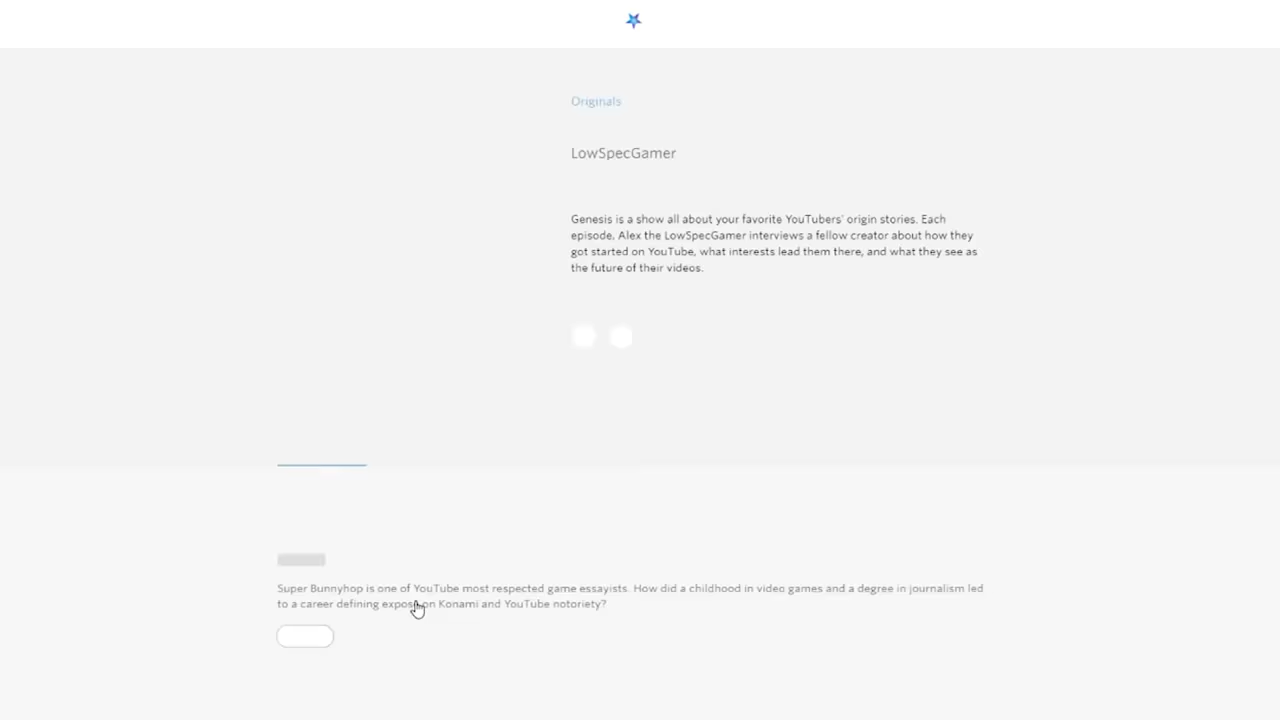 Originals
LowSpecGamer
Genesis is a show all about your favorite YouTubers' origin stories. Each
episode, Alex the LowSpecGamer interviews a fellow creator about how they
got started on YouTube, what interests lead them there, and what they see as
the future of their videos.
Super Bunnyhop is one of YouTube most respected game essayists. How did a childhood in video games and a degree in journalism led
to a career defining expose on Konami and YouTube notoriety?